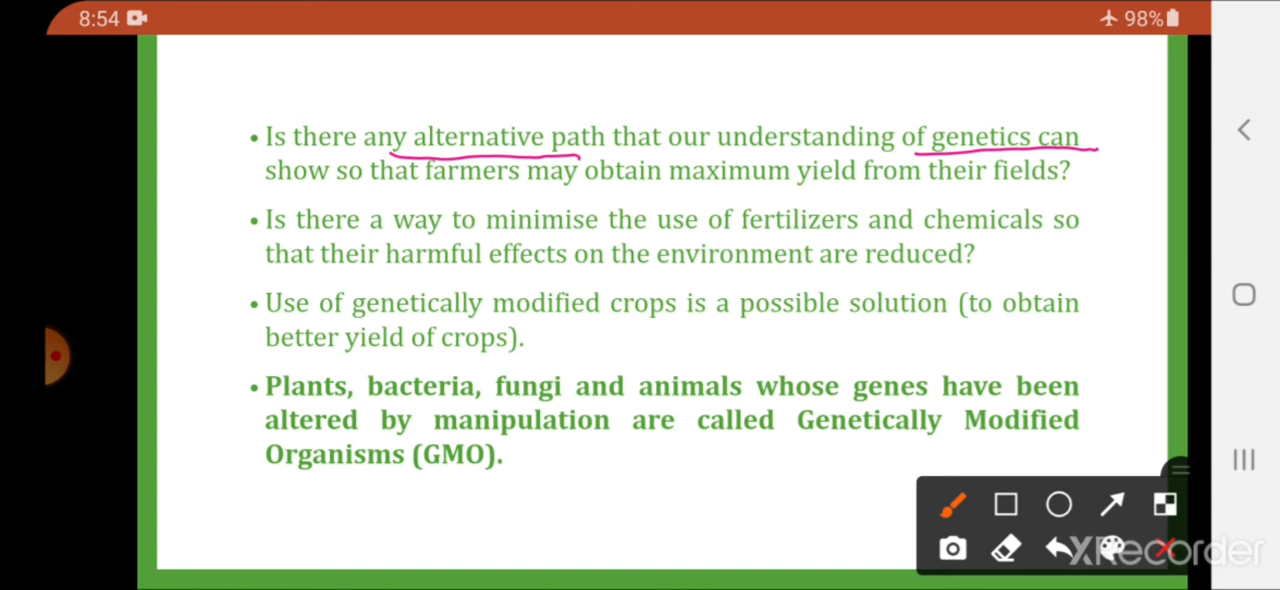 8:54
98%
• Is there any alternative path that our understanding of genetics can
show so that farmers may obtain maximum yield from their fields?
• Is there a way to minimise the use of fertilizers and chemicals so
that their harmful effects on the environment are reduced?
• Use of genetically modified crops is a possible solution (to obtain
better yield of crops).
• Plants, bacteria, fungi and animals whose genes have been
altered by manipulation are called Genetically Modified
Organisms (GMO).
XRecorder